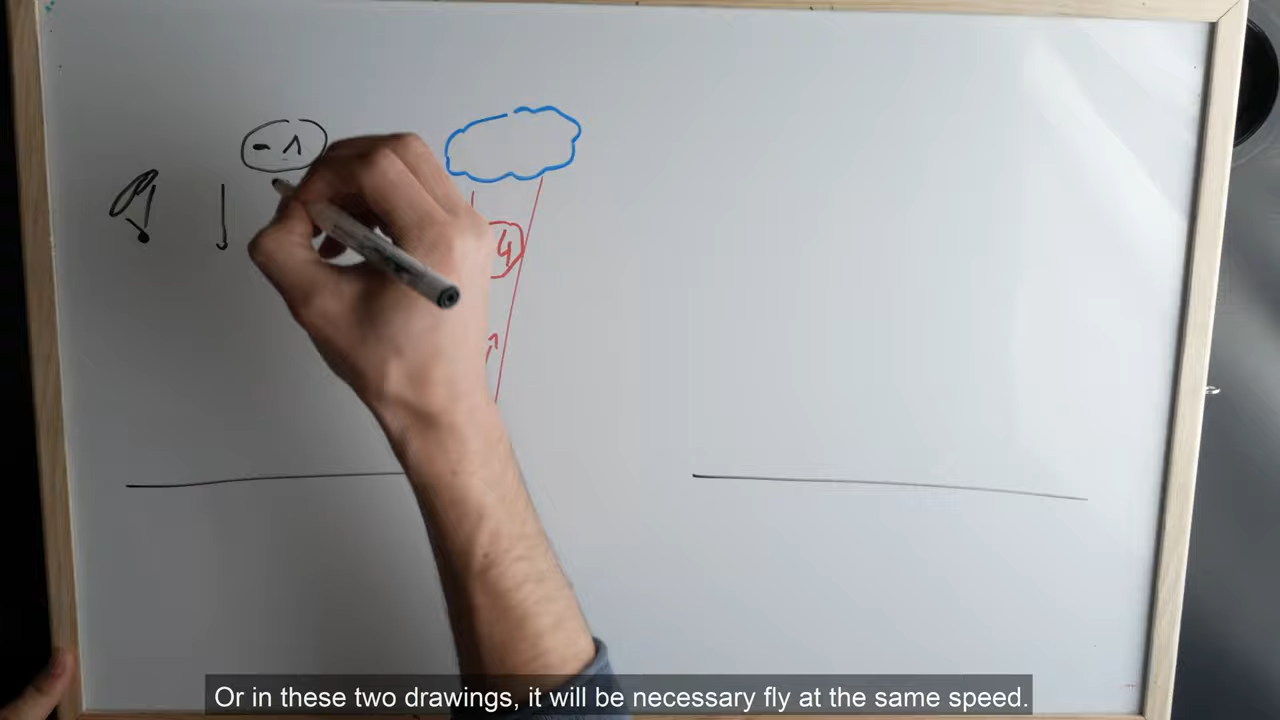 - 1
4
Or in these two drawings, it will be necessary fly at the same speed.